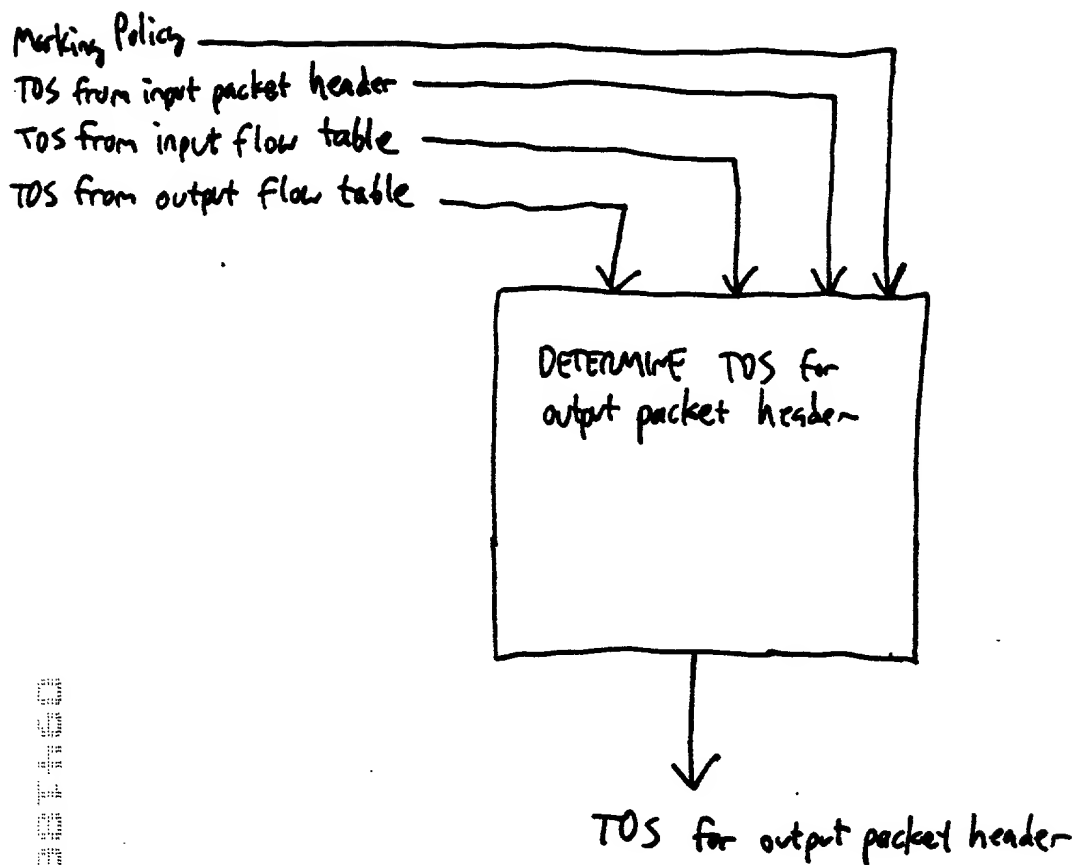 Marking Policy
TOS from input packet header
TOS from input flow table
TOS from output flow table
DETERMINE TOS for
output packet header
TOS for output packet header